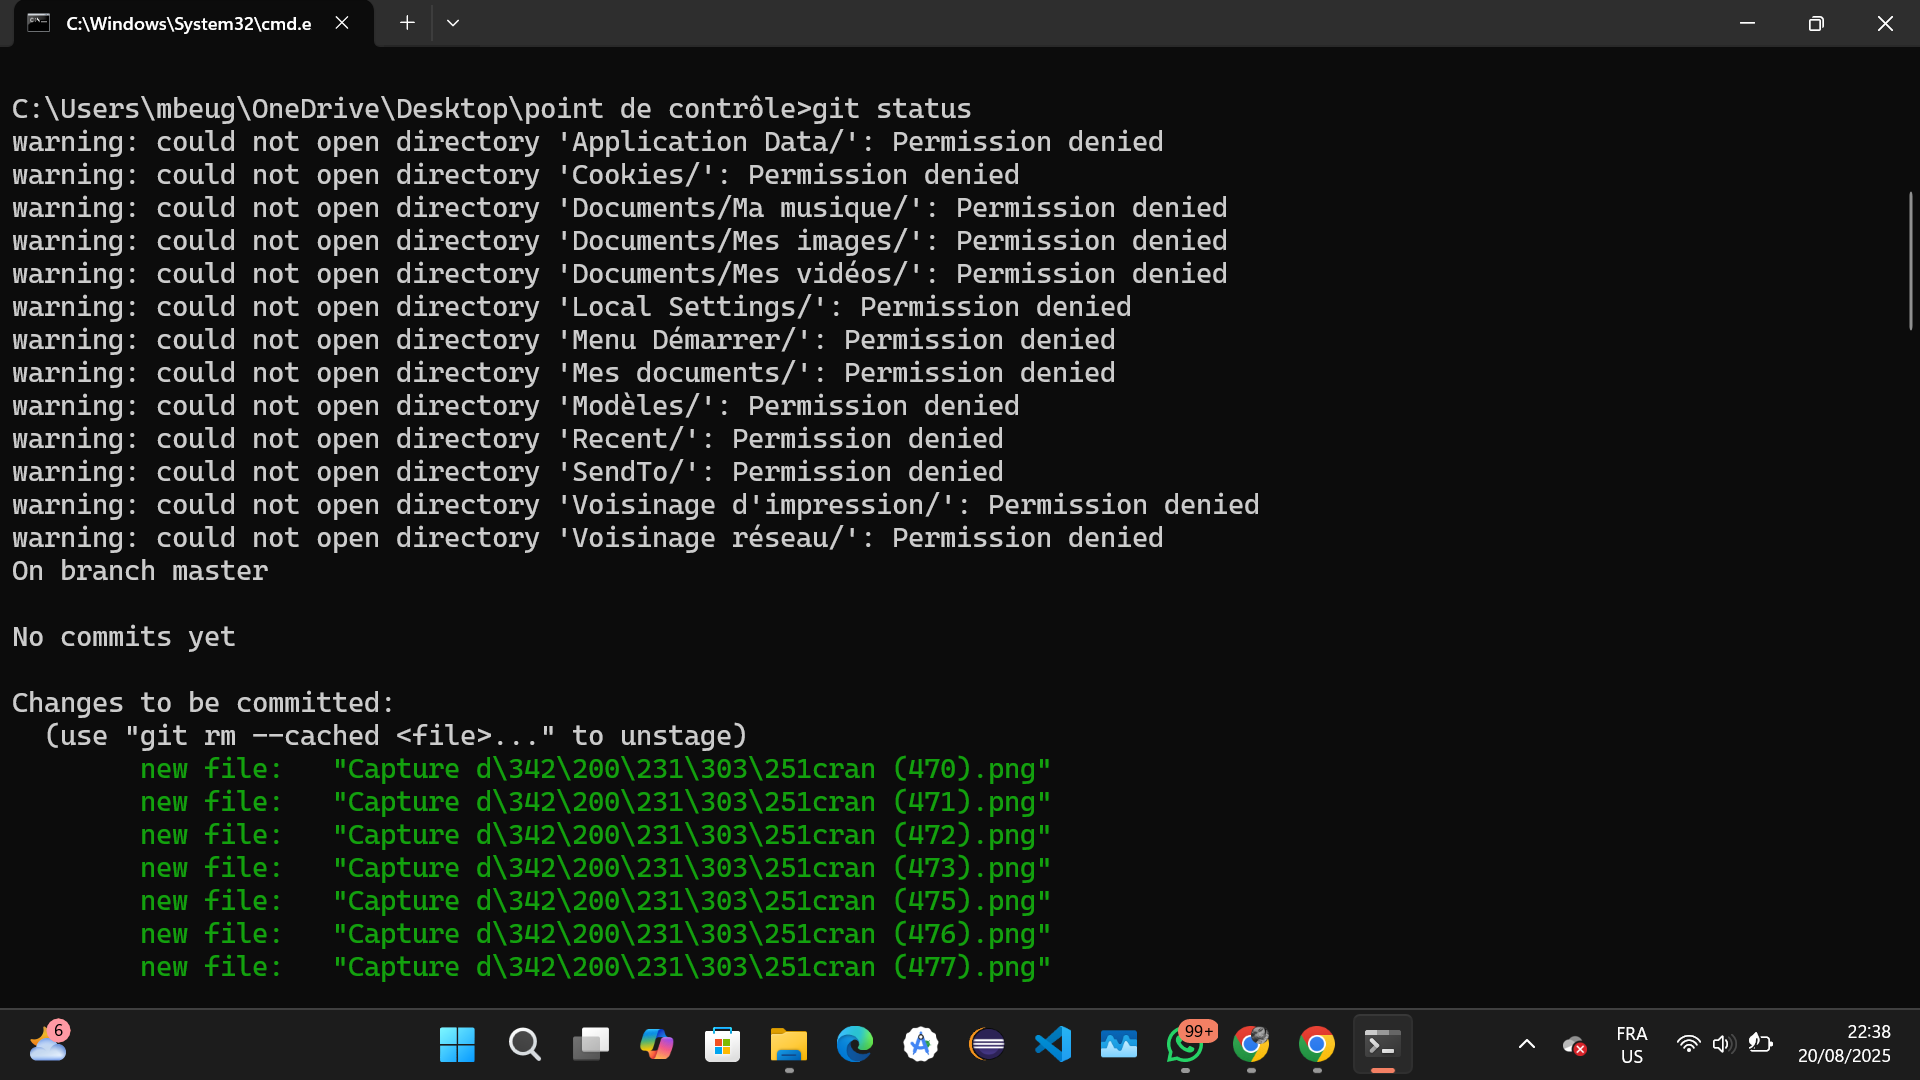 C:\Windows\System32\cmd.e
C:\Users\mbeug\OneDrive\Desktop\point de contrôle>git status
warning: could not open directory 'Application Data/': Permission denied
warning: could not open directory 'Cookies/': Permission denied
warning: could not open directory 'Documents/Ma musique/': Permission denied
warning: could not open directory 'Documents/Mes images/': Permission denied
warning: could not open directory 'Documents/Mes vidéos/': Permission denied
warning: could not open directory 'Local Settings/': Permission denied
warning: could not open directory 'Menu Démarrer/': Permission denied
warning: could not open directory 'Mes documents/': Permission denied
warning: could not open directory 'Modèles/': Permission denied
warning: could not open directory 'Recent/': Permission denied
warning: could not open directory 'SendTo/': Permission denied
warning: could not open directory 'Voisinage d'impression/': Permission denied
warning: could not open directory 'Voisinage réseau/': Permission denied
On branch master
No commits yet
Changes to be committed:
  (use "git rm --cached <file>..." to unstage)
        new file:   "Capture d\342\200\231\303\251cran (470).png"
        new file:   "Capture d\342\200\231\303\251cran (471).png"
        new file:   "Capture d\342\200\231\303\251cran (472).png"
        new file:   "Capture d\342\200\231\303\251cran (473).png"
        new file:   "Capture d\342\200\231\303\251cran (475).png"
        new file:   "Capture d\342\200\231\303\251cran (476).png"
        new file:   "Capture d\342\200\231\303\251cran (477).png"
6
99+
FRA
US
22:38
20/08/2025